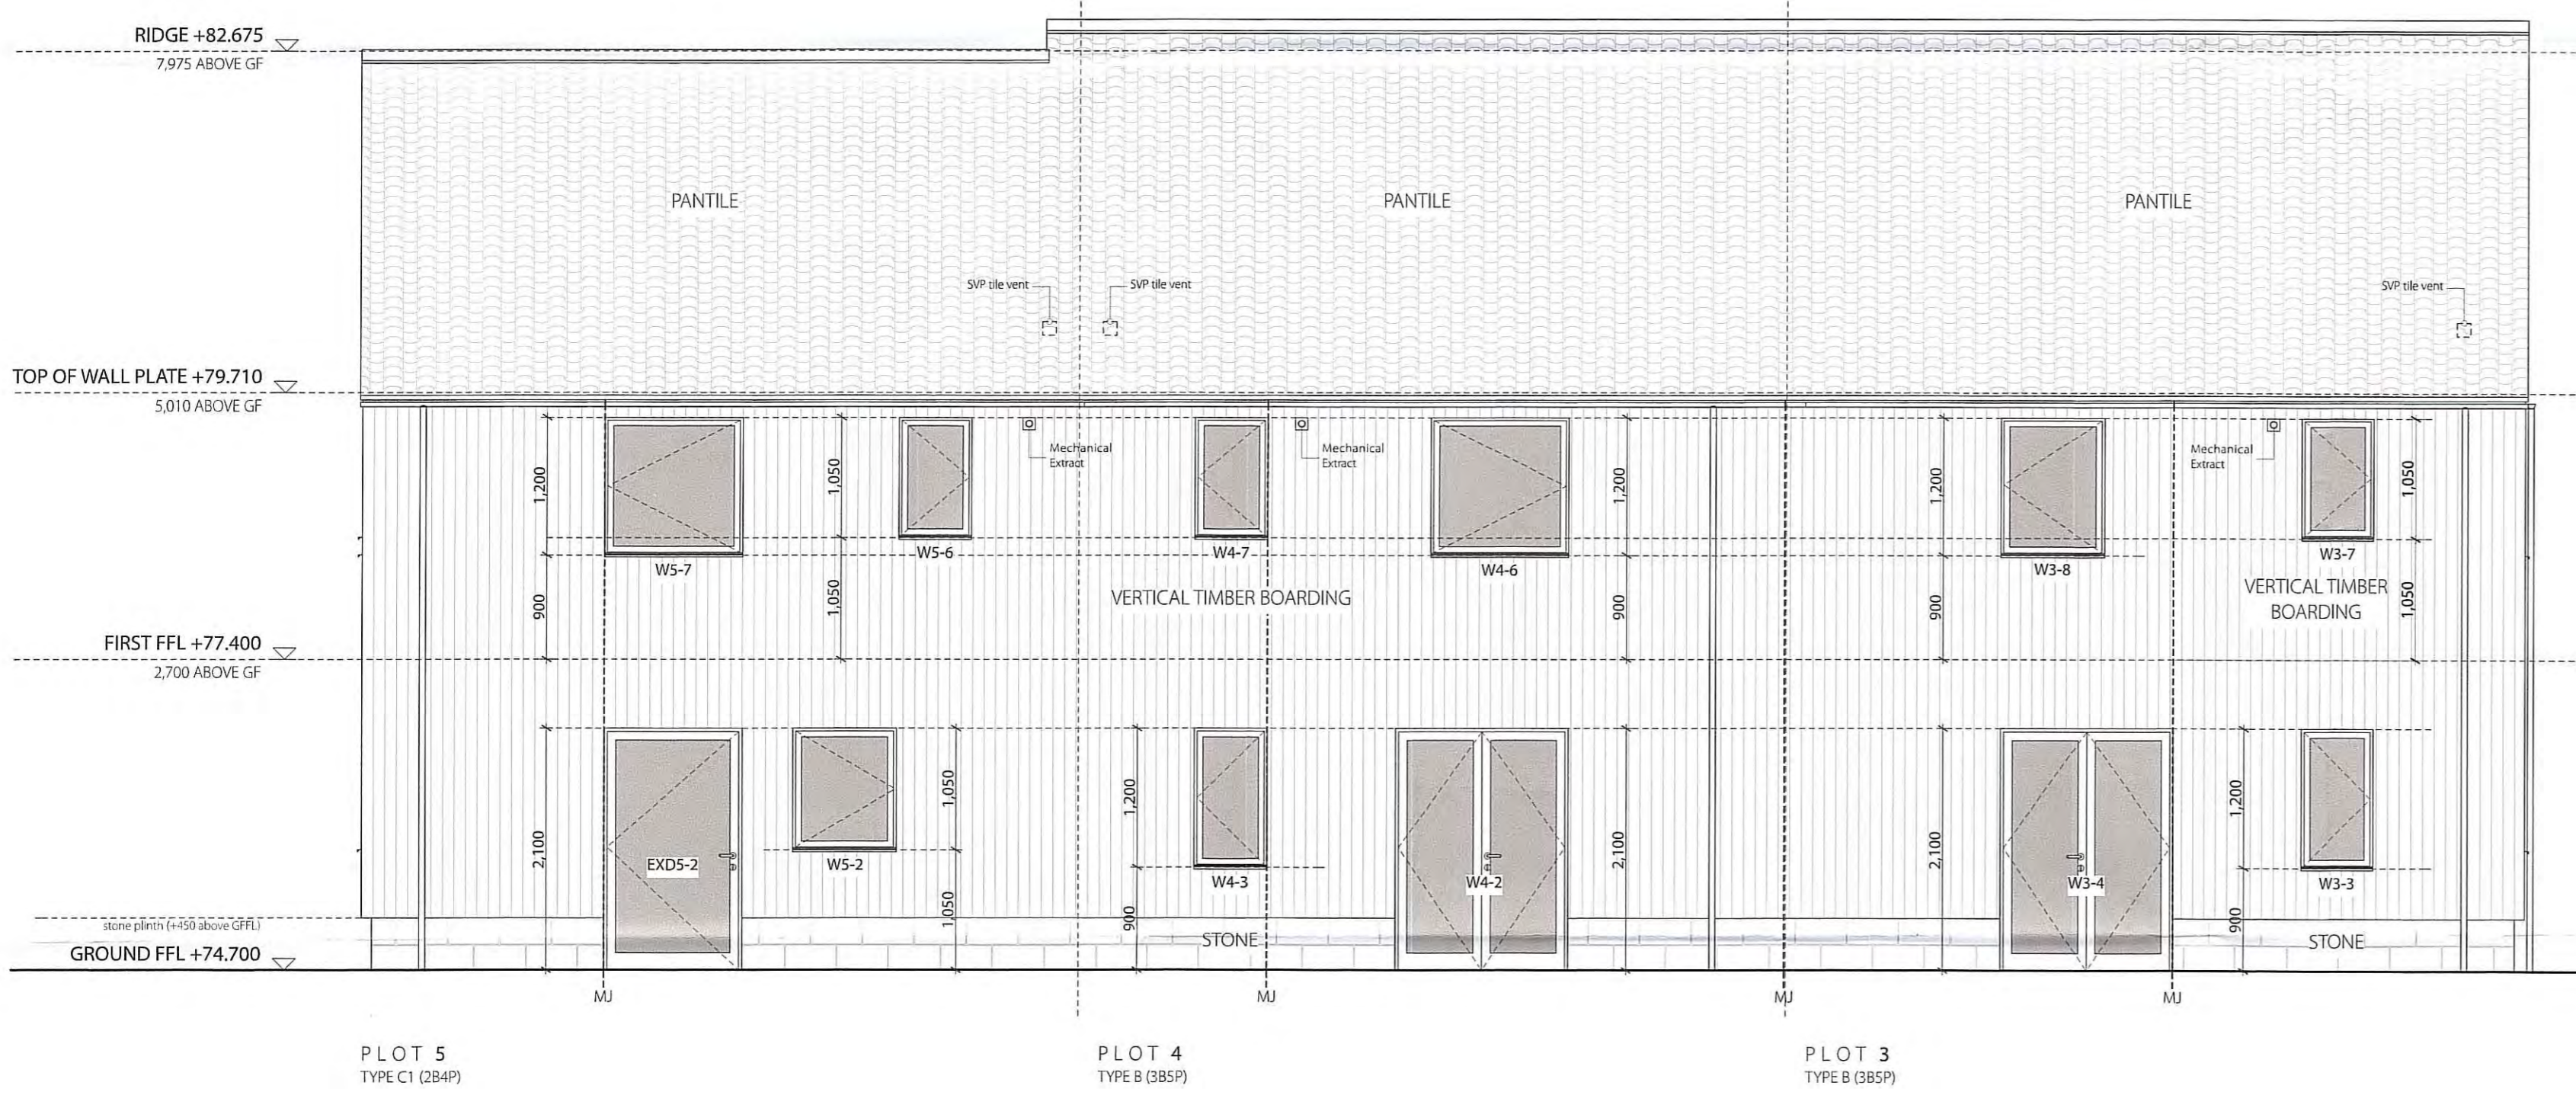 RIDGE +82.675
7,975 ABOVE GF
PANTILE
PANTILE
PANTILE
SVP tile vent
SVP tile vent
SVP tile vent
TOP OF WALL PLATE +79.710
5,010 ABOVE GF
Mechanical
Extract
Mechanical
Extract
Mechanical
Extract
1,200
1,050
1,200
1,200
1,050
W5-7
W5-6
W4-7
W4-6
W3-8
W3-7
900
1,050
VERTICAL TIMBER BOARDING
900
900
VERTICAL TIMBER
BOARDING
1,050
FIRST FFL +77.400
2,700 ABOVE GF
2,100
EXD5-2
W5-2
1,050
1,050
1,200
900
W4-3
W4-2
2,100
2,100
W3-4
1,200
900
W3-3
stone plinth (+450 above GFFL)
STONE
STONE
GROUND FFL +74.700
MJ
MJ
MJ
MJ
PLOT 5
TYPE C1 (2B4P)
PLOT 4
TYPE B (3B5P)
PLOT 3
TYPE B (3B5P)